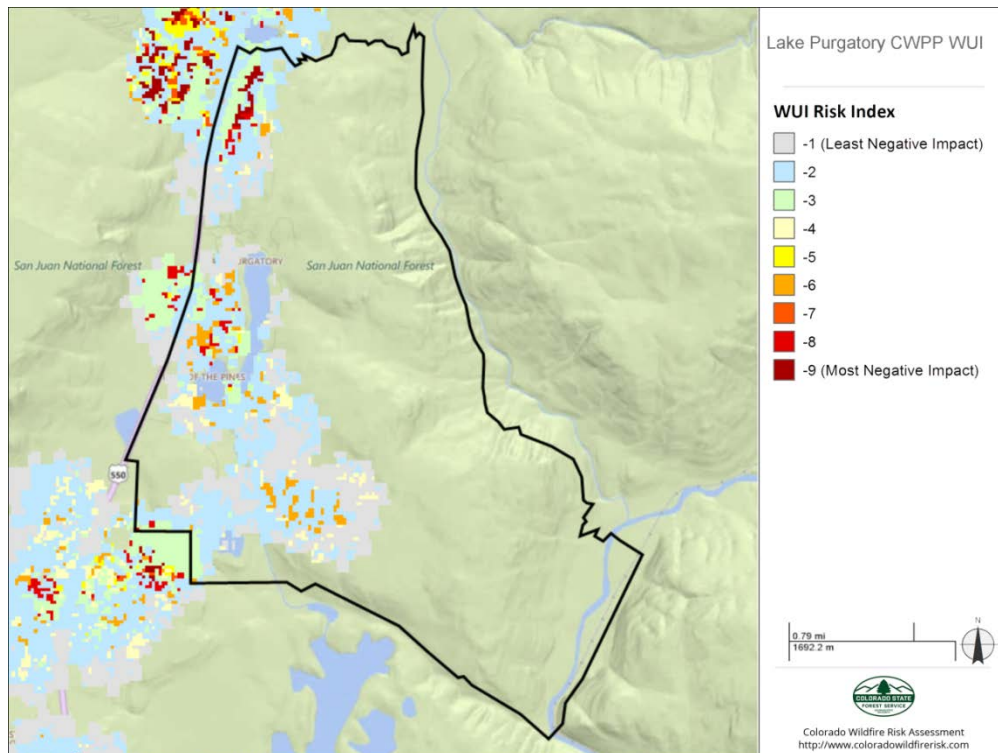 Lake Purgatory CWPP WUI
WUI Risk Index
-1 (Least Negative Impact)
-2
-3
-4
-5
-6
-7
-8
-9 (Most Negative Impact)
San Juan National Forest
San Juan National Forest
URGATORY
OF THE PINES
550
0.79 mi
1692.2 m
N
COLORADO STATE
FOREST SERVICE
Colorado Wildfire Risk Assessment
http://www.coloradowildfirerisk.com